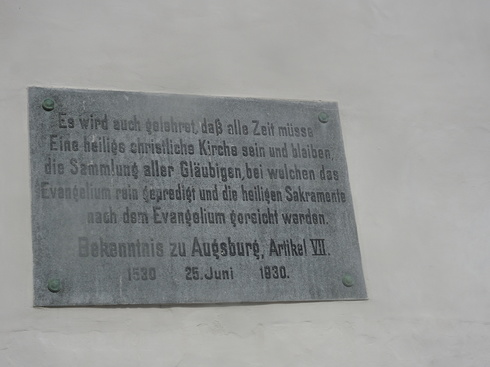 Es wird auch gelehret, daß alle Zeit müsse
Eine heilige christliche Kirche sein und bleiben,
die Sammlung aller Gläubigen, bei welchen das
Evangelium rein gepredigt und die heiligen Sakramente
nach dem Evangelium gereicht werden.
Bekenntnis zu Augsburg, Artikel VII.
1530 25. Juni 1930.